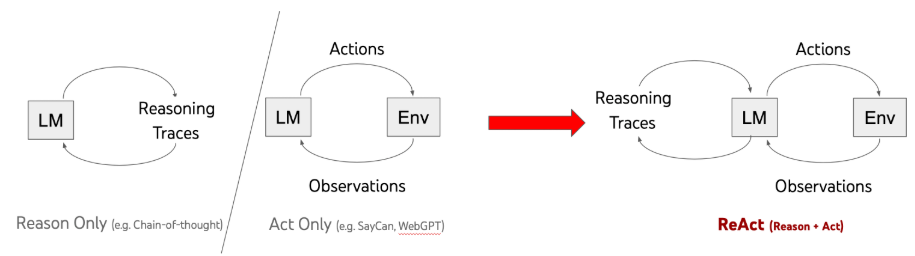 LM
Reasoning
Traces
Reason Only (e.g. Chain-of-thought)
Actions
LM
Env
Observations
Act Only (e.g. SayCan, WebGPT)
Reasoning
Traces
LM
Actions
Env
Observations
ReAct (Reason + Act)